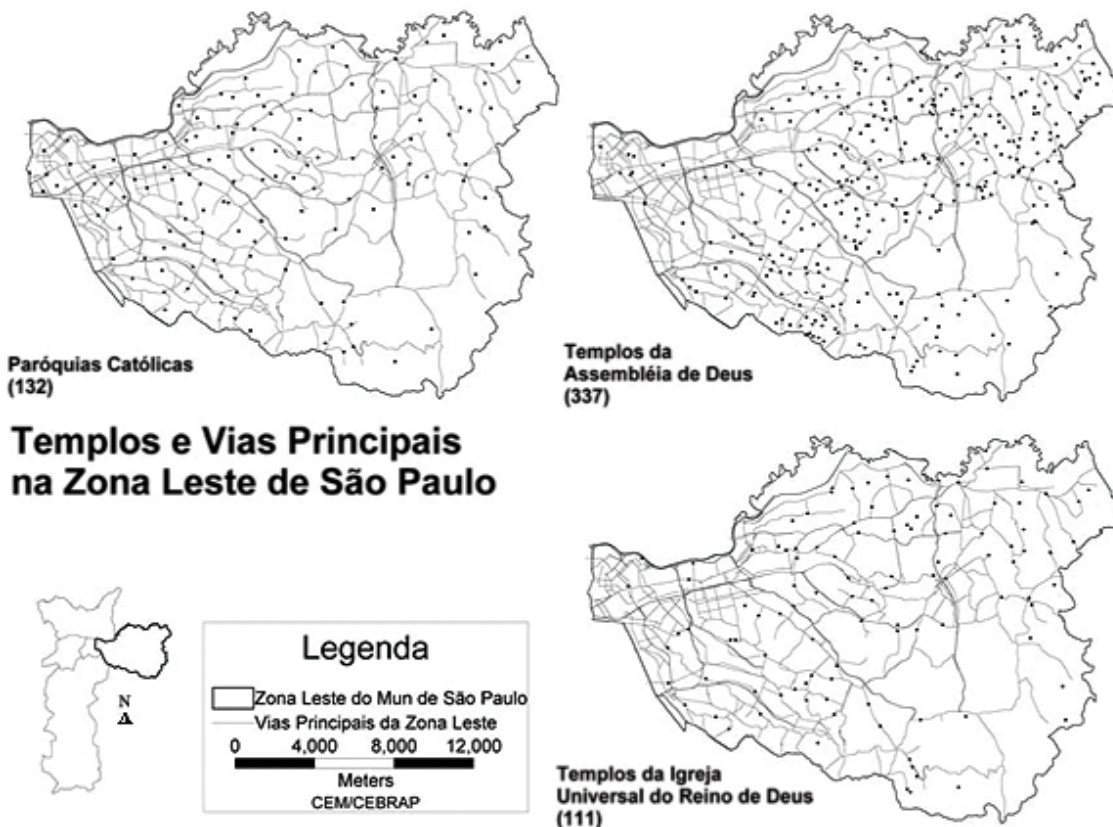 Paróquias Católicas
(132)
Templos da
Assembléia de Deus
(337)
Templos e Vias Principais
na Zona Leste de São Paulo
N
Legenda
Zona Leste do Mun de São Paulo
Vias Principais da Zona Leste
0 4,000 8,000 12,000
Meters
CEM/CEBRAP
Templos da Igreja
Universal do Reino de Deus
(111)